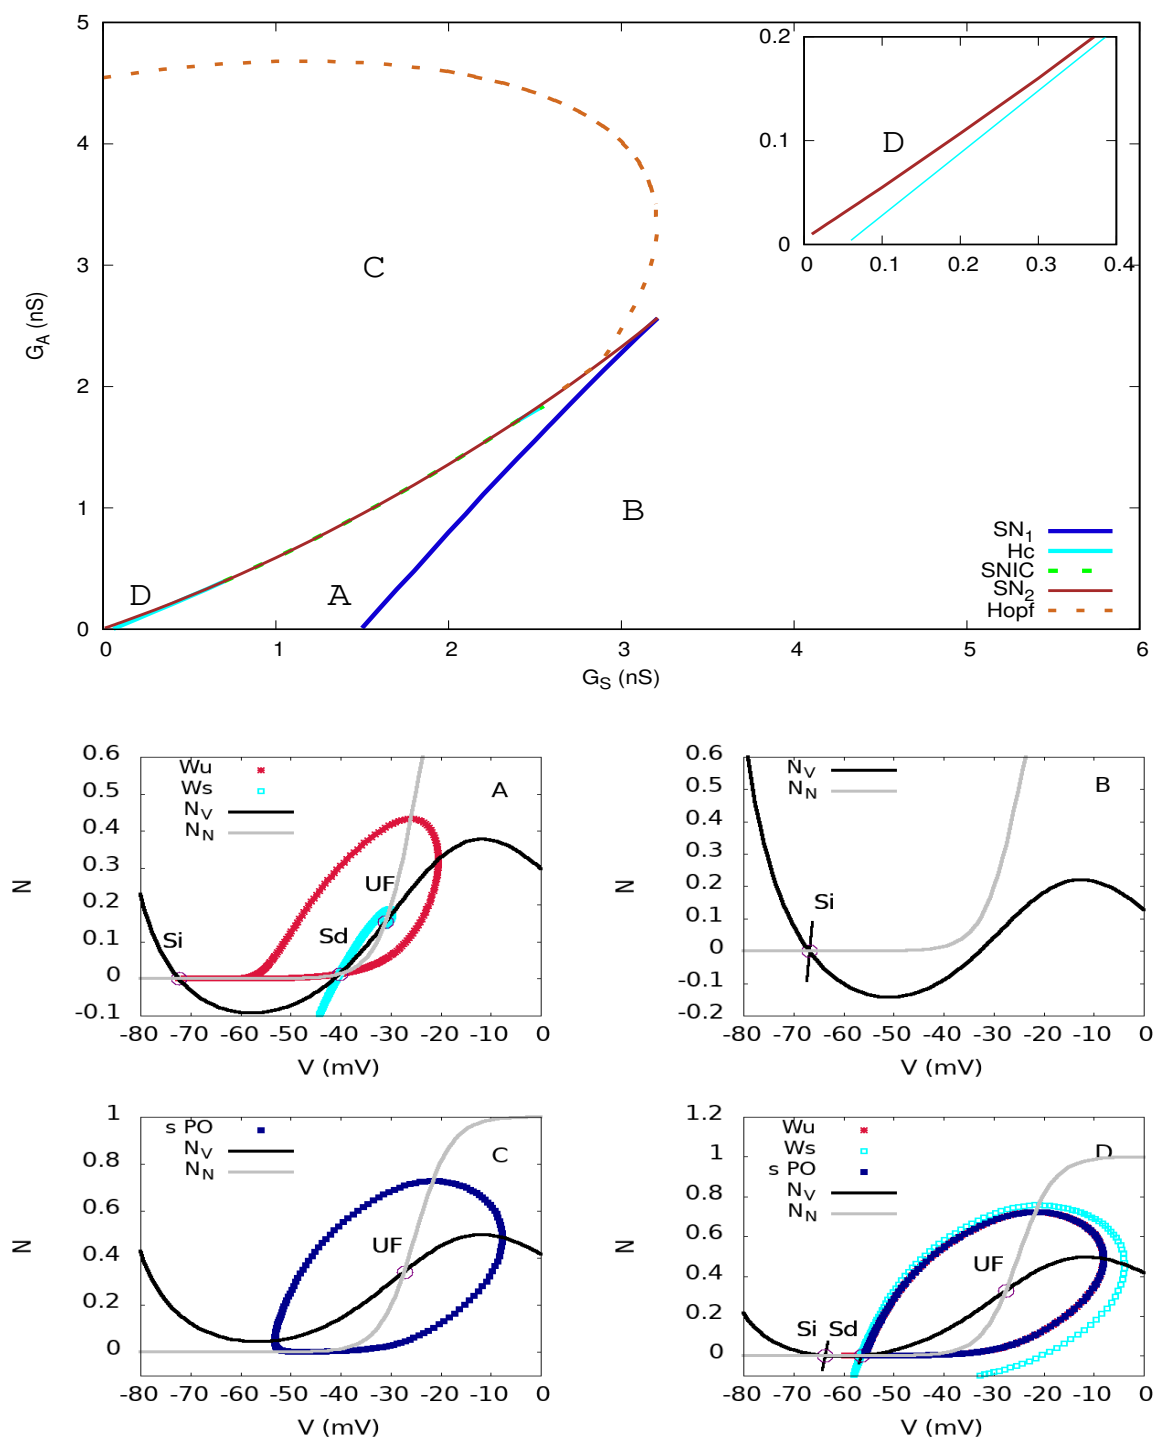 5
4
3
2
1
0
G_A (nS)
0 1 2 3 4 5 6
G_S (nS)
C
B
A
D
0.2
0.1
0
D
0 0.1 0.2 0.3 0.4
SN_1
Hc
SNIC
SN_2
Hopf
0.6
0.5
0.4
0.3
0.2
0.1
0
-0.1
N
Wu
Ws
N_V
N_N
A
UF
Sd
Si
-80 -70 -60 -50 -40 -30 -20 -10 0
V (mV)
0.6
0.5
0.4
0.3
0.2
0.1
0
-0.1
-0.2
N
N_V
N_N
B
Si
-80 -70 -60 -50 -40 -30 -20 -10 0
V (mV)
1
0.8
0.6
0.4
0.2
0
N
s PO
N_V
N_N
C
UF
-80 -70 -60 -50 -40 -30 -20 -10 0
V (mV)
1.2
1
0.8
0.6
0.4
0.2
0
N
Wu
Ws
s PO
N_V
N_N
D
UF
Si Sd
-80 -70 -60 -50 -40 -30 -20 -10 0
V (mV)